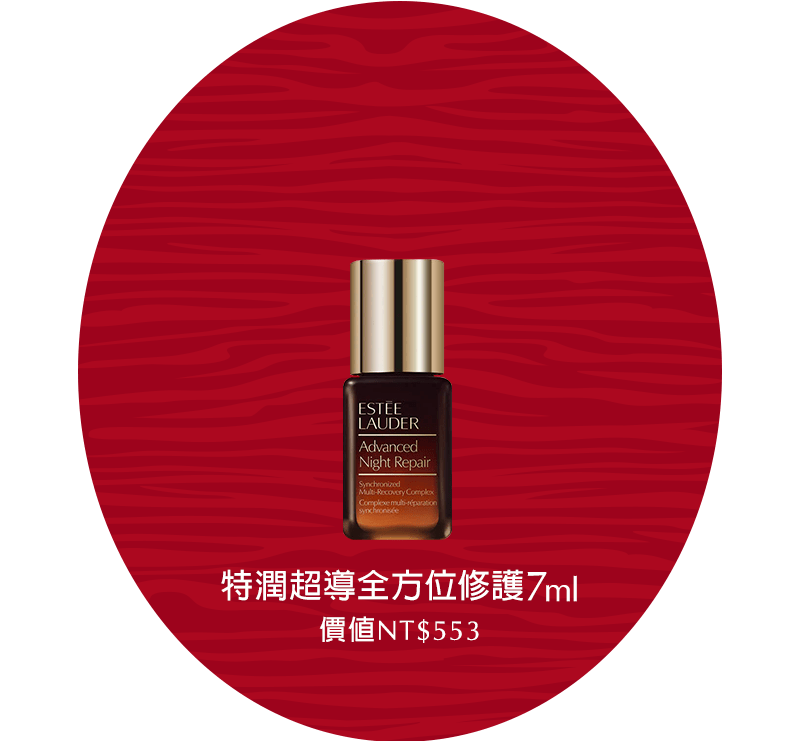 ESTĒE
LAUDER
Advanced
Night Repair
Synchronized
Multi-Recovery Complex
Complexe multi-réparation
synchronisée
特潤超導全方位修護7ml
價值NT$553